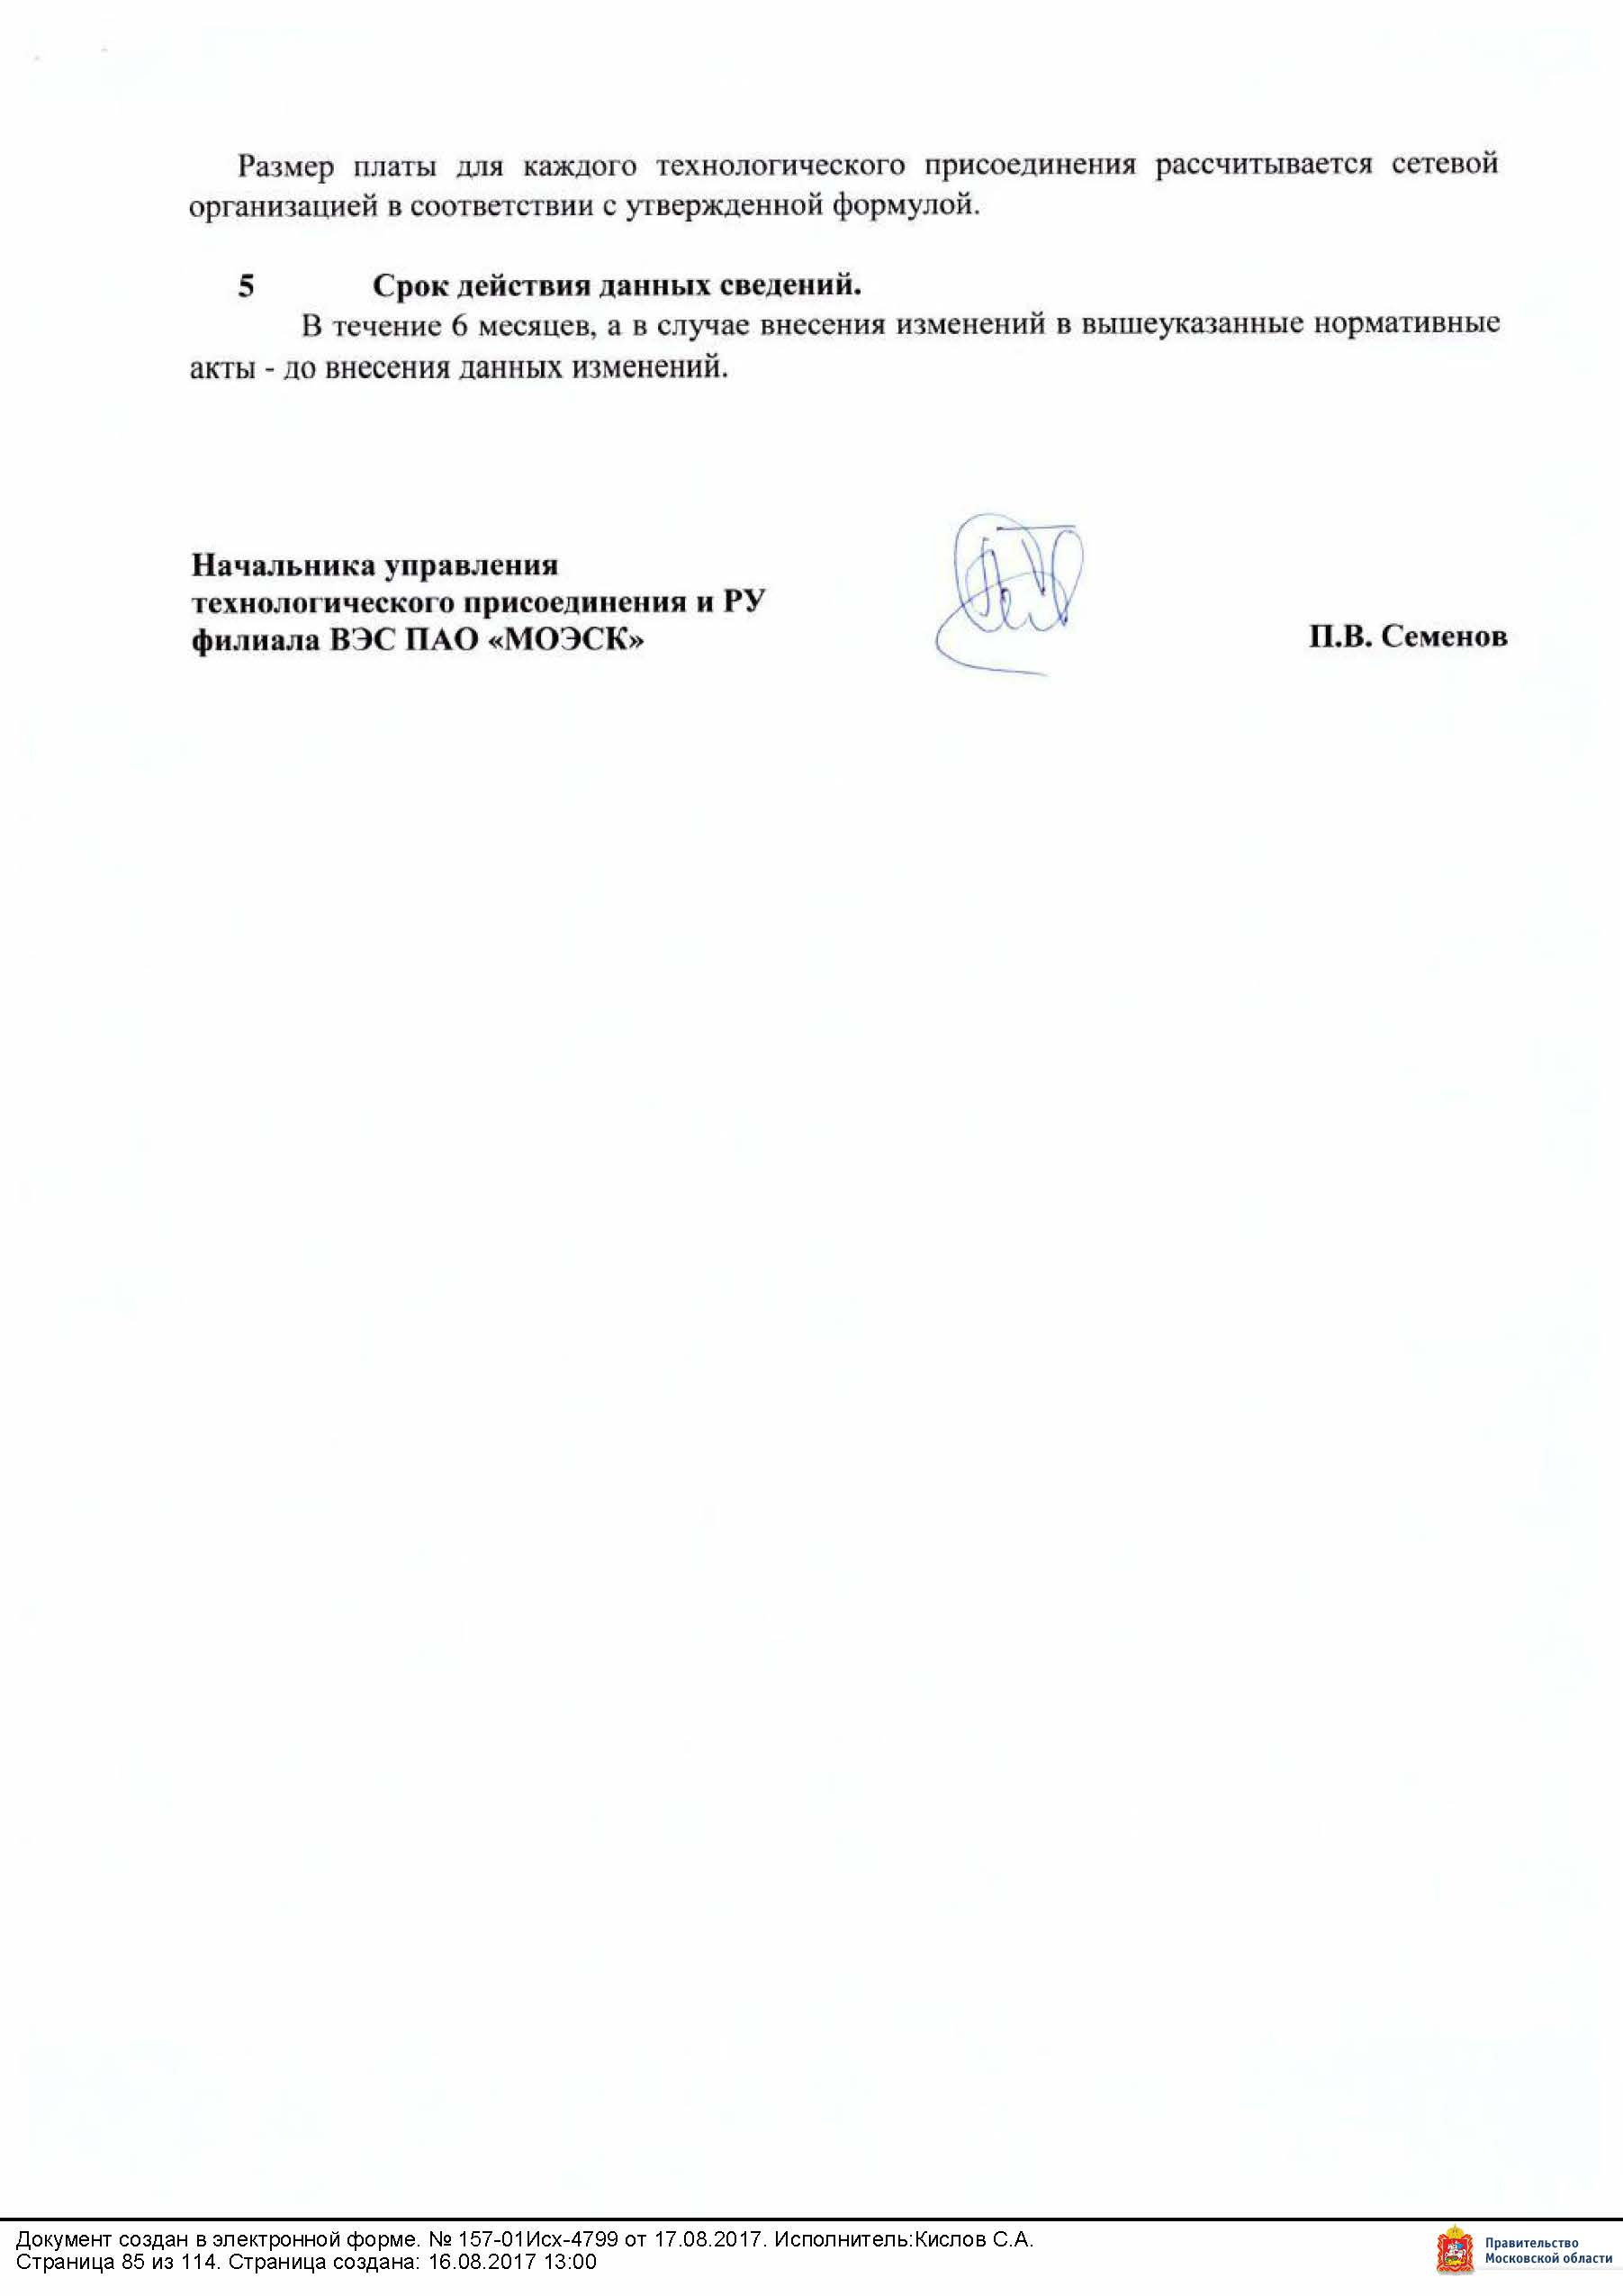 Размер платы для каждого технологического присоединения рассчитывается сетевой
организацией в соответствии с утвержденной формулой.
5 Срок действия данных сведений.
В течение 6 месяцев, а в случае внесения изменений в вышеуказанные нормативные
акты - до внесения данных изменений.
Начальника управления
технологического присоединения и РУ
филиала ВЭС ПАО «МОЭСК»
П.В. Семенов
Документ создан в электронной форме. № 157-01Исх-4799 от 17.08.2017. Исполнитель:Кислов С.А.
Страница 85 из 114. Страница создана: 16.08.2017 13:00
Правительство
Московской области